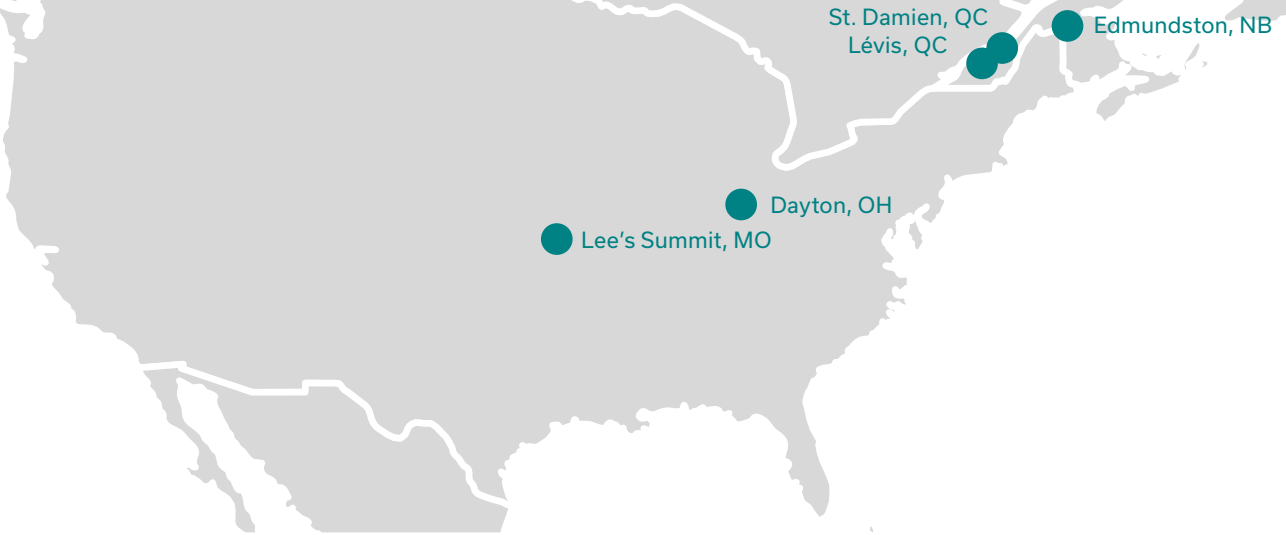 St. Damien, QC
Lévis, QC
Edmundston, NB
Dayton, OH
Lee’s Summit, MO